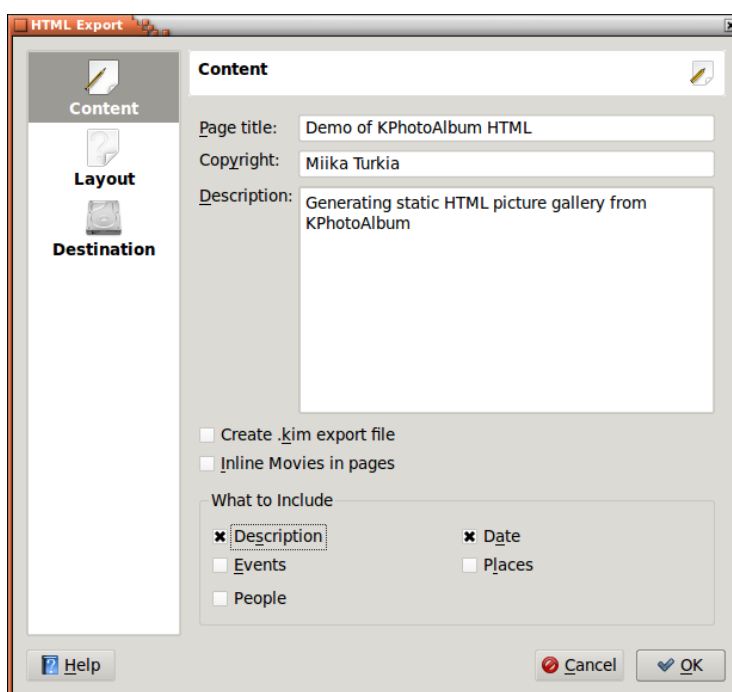 HTML Export
Content
Layout
Destination
Content
Page title: Demo of KPhotoAlbum HTML
Copyright: Miika Turkia
Description: Generating static HTML picture gallery from
KPhotoAlbum
Create .kim export file
Inline Movies in pages
What to Include
Description Date
Events Places
People
Help Cancel OK